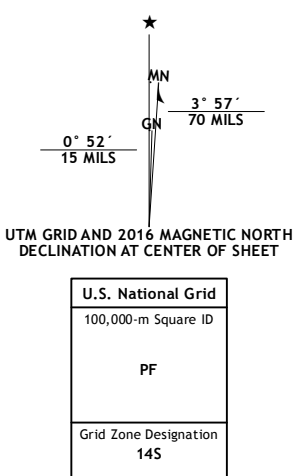 ★
MN
3° 57´
70 MILS
GN
0° 52´
15 MILS
UTM GRID AND 2016 MAGNETIC NORTH
DECLINATION AT CENTER OF SHEET
U.S. National Grid
100,000-m Square ID
PF
Grid Zone Designation
14S